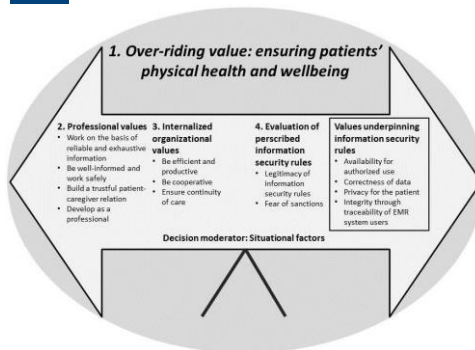 1. Over-riding value: ensuring patients'
physical health and wellbeing
2. Professional values
• Work on the basis of
reliable and exhaustive
information
• Be well-informed and
work safely
• Build a trustful patient-
caregiver relation
• Develop as a
professional
3. Internalized
organizational
values
• Be efficient and
productive
• Be cooperative
• Ensure continuity
of care
4. Evaluation of
perscribed
information
security rules
• Legitimacy of
information
security rules
• Fear of sanctions
Values underpinning
information security
rules
• Availability for
authorized use
• Correctness of data
• Privacy for the patient
• Integrity through
traceability of EMR
system users
Decision moderator: Situational factors